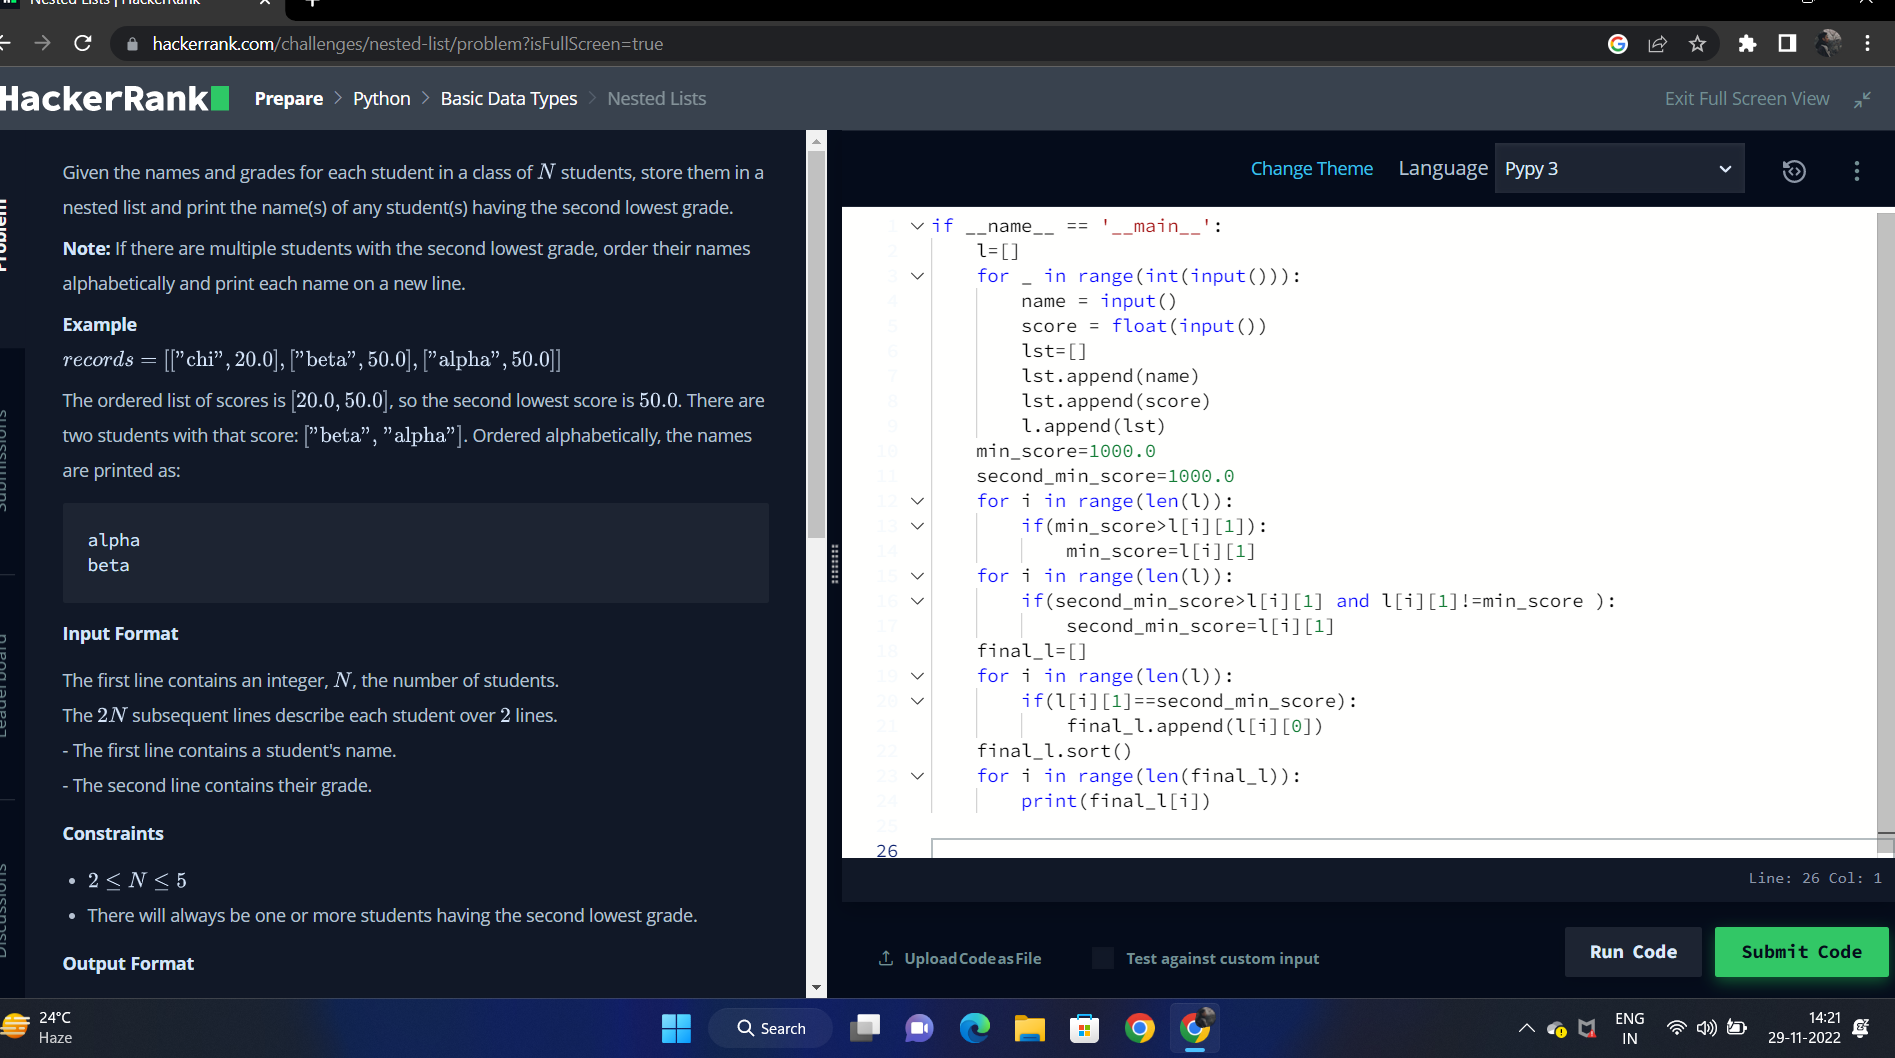 Nested Lists | HackerRank
hackerrank.com/challenges/nested-list/problem?isFullScreen=true
HackerRank
Prepare > Python > Basic Data Types > Nested Lists
Exit Full Screen View
Problem
Submissions
Leaderboard
Discussions
Given the names and grades for each student in a class of N students, store them in a
nested list and print the name(s) of any student(s) having the second lowest grade.
Note: If there are multiple students with the second lowest grade, order their names
alphabetically and print each name on a new line.
Example
records = [["chi", 20.0], ["beta", 50.0], ["alpha", 50.0]]
The ordered list of scores is [20.0, 50.0], so the second lowest score is 50.0. There are
two students with that score: ["beta", "alpha"]. Ordered alphabetically, the names
are printed as:
alpha
beta
Input Format
The first line contains an integer, N, the number of students.
The 2N subsequent lines describe each student over 2 lines.
- The first line contains a student's name.
- The second line contains their grade.
Constraints
• 2 ≤ N ≤ 5
• There will always be one or more students having the second lowest grade.
Output Format
Change Theme Language Pypy 3
1 if __name__ == '__main__':
2 l=[]
3 for _ in range(int(input())):
4 name = input()
5 score = float(input())
6 lst=[]
7 lst.append(name)
8 lst.append(score)
9 l.append(lst)
10 min_score=1000.0
11 second_min_score=1000.0
12 for i in range(len(l)):
13 if(min_score>l[i][1]):
14 min_score=l[i][1]
15 for i in range(len(l)):
16 if(second_min_score>l[i][1] and l[i][1]!=min_score ):
17 second_min_score=l[i][1]
18 final_l=[]
19 for i in range(len(l)):
20 if(l[i][1]==second_min_score):
21 final_l.append(l[i][0])
22 final_l.sort()
23 for i in range(len(final_l)):
24 print(final_l[i])
25
26
Line: 26 Col: 1
Upload Code as File
Test against custom input
Run Code
Submit Code
24°C
Haze
Search
ENG
IN
14:21
29-11-2022